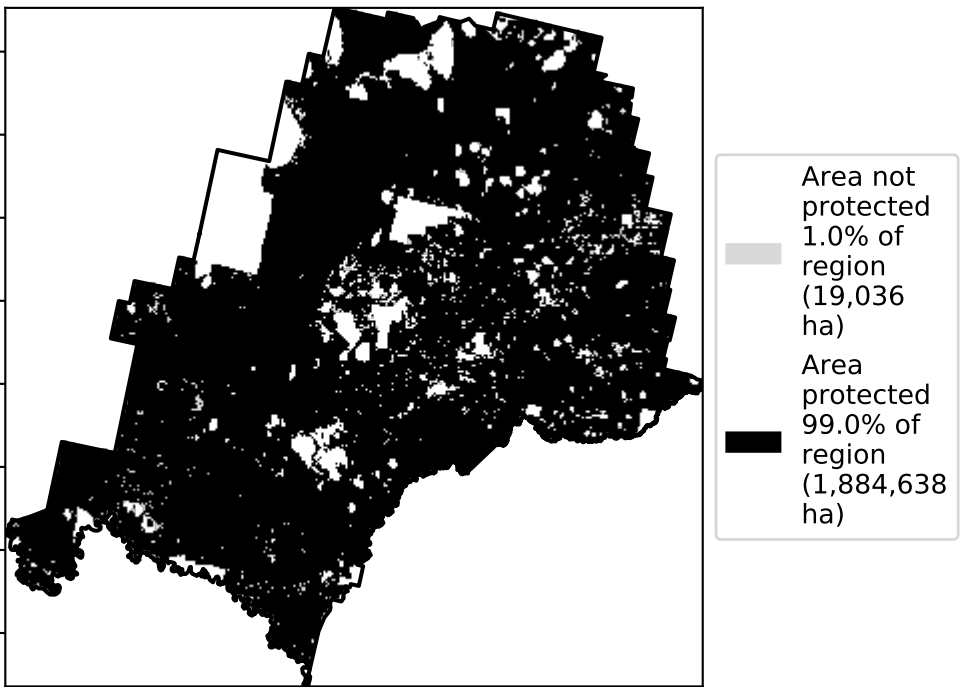 Area not
protected
1.0% of
region
(19,036
ha)
Area
protected
99.0% of
region
(1,884,638
ha)